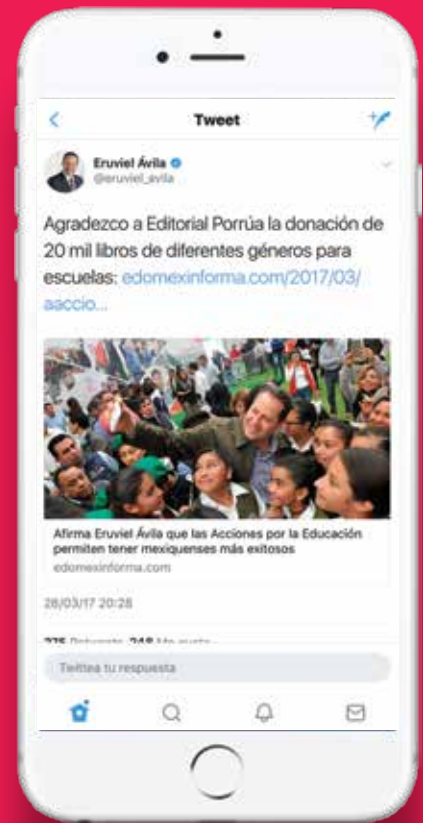 Tweet
Eruviel Ávila
@eruviel_avila
Agradezco a Editorial Porrúa la donación de
20 mil libros de diferentes géneros para
escuelas: edomexinforma.com/2017/03/
aaccio...
Afirma Eruviel Ávila que las Acciones por la Educación
permiten tener mexiquenses más exitosos
edomexinforma.com
28/03/17 20:28
Twittea tu respuesta